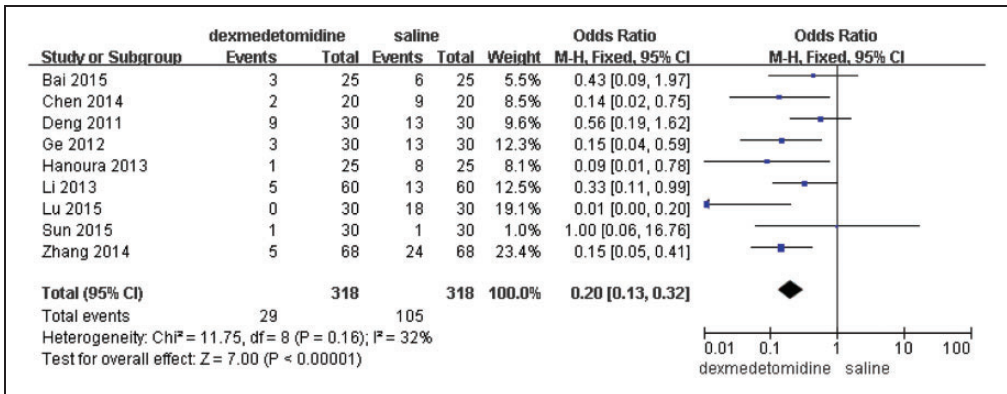 dexmedetomidine saline Odds Ratio Odds Ratio
Study or Subgroup Events Total Events Total Weight M-H, Fixed, 95% CI M-H, Fixed, 95% CI
Bai 2015 3 25 6 25 5.5% 0.43 [0.09, 1.97]
Chen 2014 2 20 9 20 8.5% 0.14 [0.02, 0.75]
Deng 2011 9 30 13 30 9.6% 0.56 [0.19, 1.62]
Ge 2012 3 30 13 30 12.3% 0.15 [0.04, 0.59]
Hanoura 2013 1 25 8 25 8.1% 0.09 [0.01, 0.78]
Li 2013 5 60 13 60 12.5% 0.33 [0.11, 0.99]
Lu 2015 0 30 18 30 19.1% 0.01 [0.00, 0.20]
Sun 2015 1 30 1 30 1.0% 1.00 [0.06, 16.76]
Zhang 2014 5 68 24 68 23.4% 0.15 [0.05, 0.41]
Total (95% CI) 318 318 100.0% 0.20 [0.13, 0.32]
Total events 29 105
Heterogeneity: Chi² = 11.75, df = 8 (P = 0.16); I² = 32%
Test for overall effect: Z = 7.00 (P < 0.00001)
0.01 0.1 1 10 100
dexmedetomidine saline